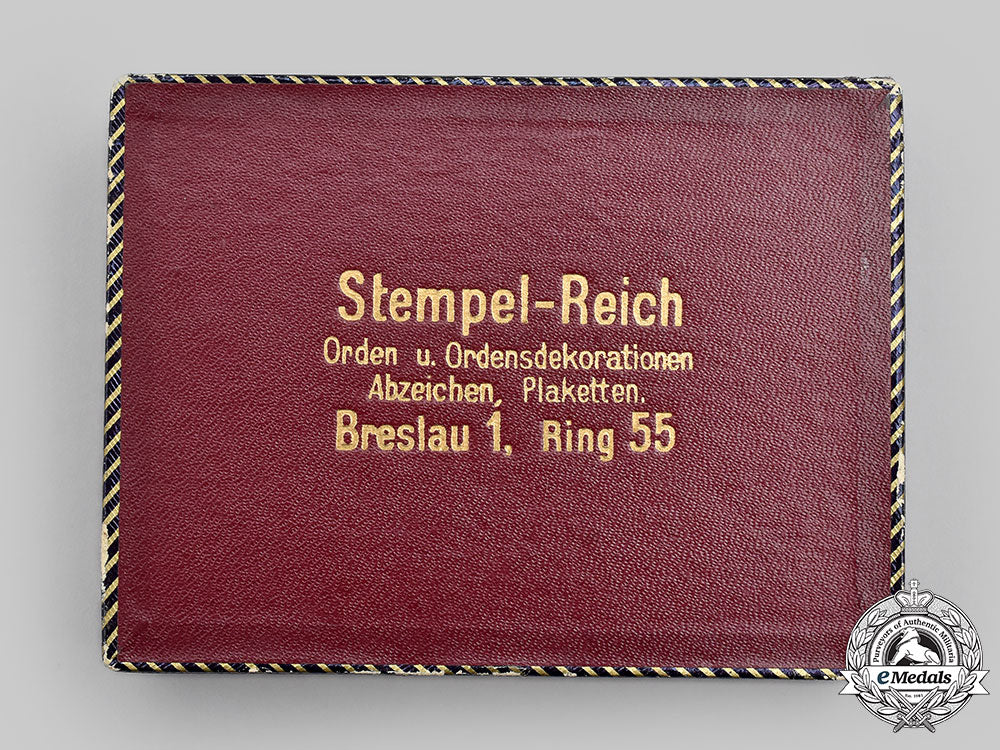 Stempel-Reich
Orden u. Ordensdekorationen
Abzeichen, Plaketten.
Breslau 1, Ring 55
Purveyors of Authentic Militaria
eMedals